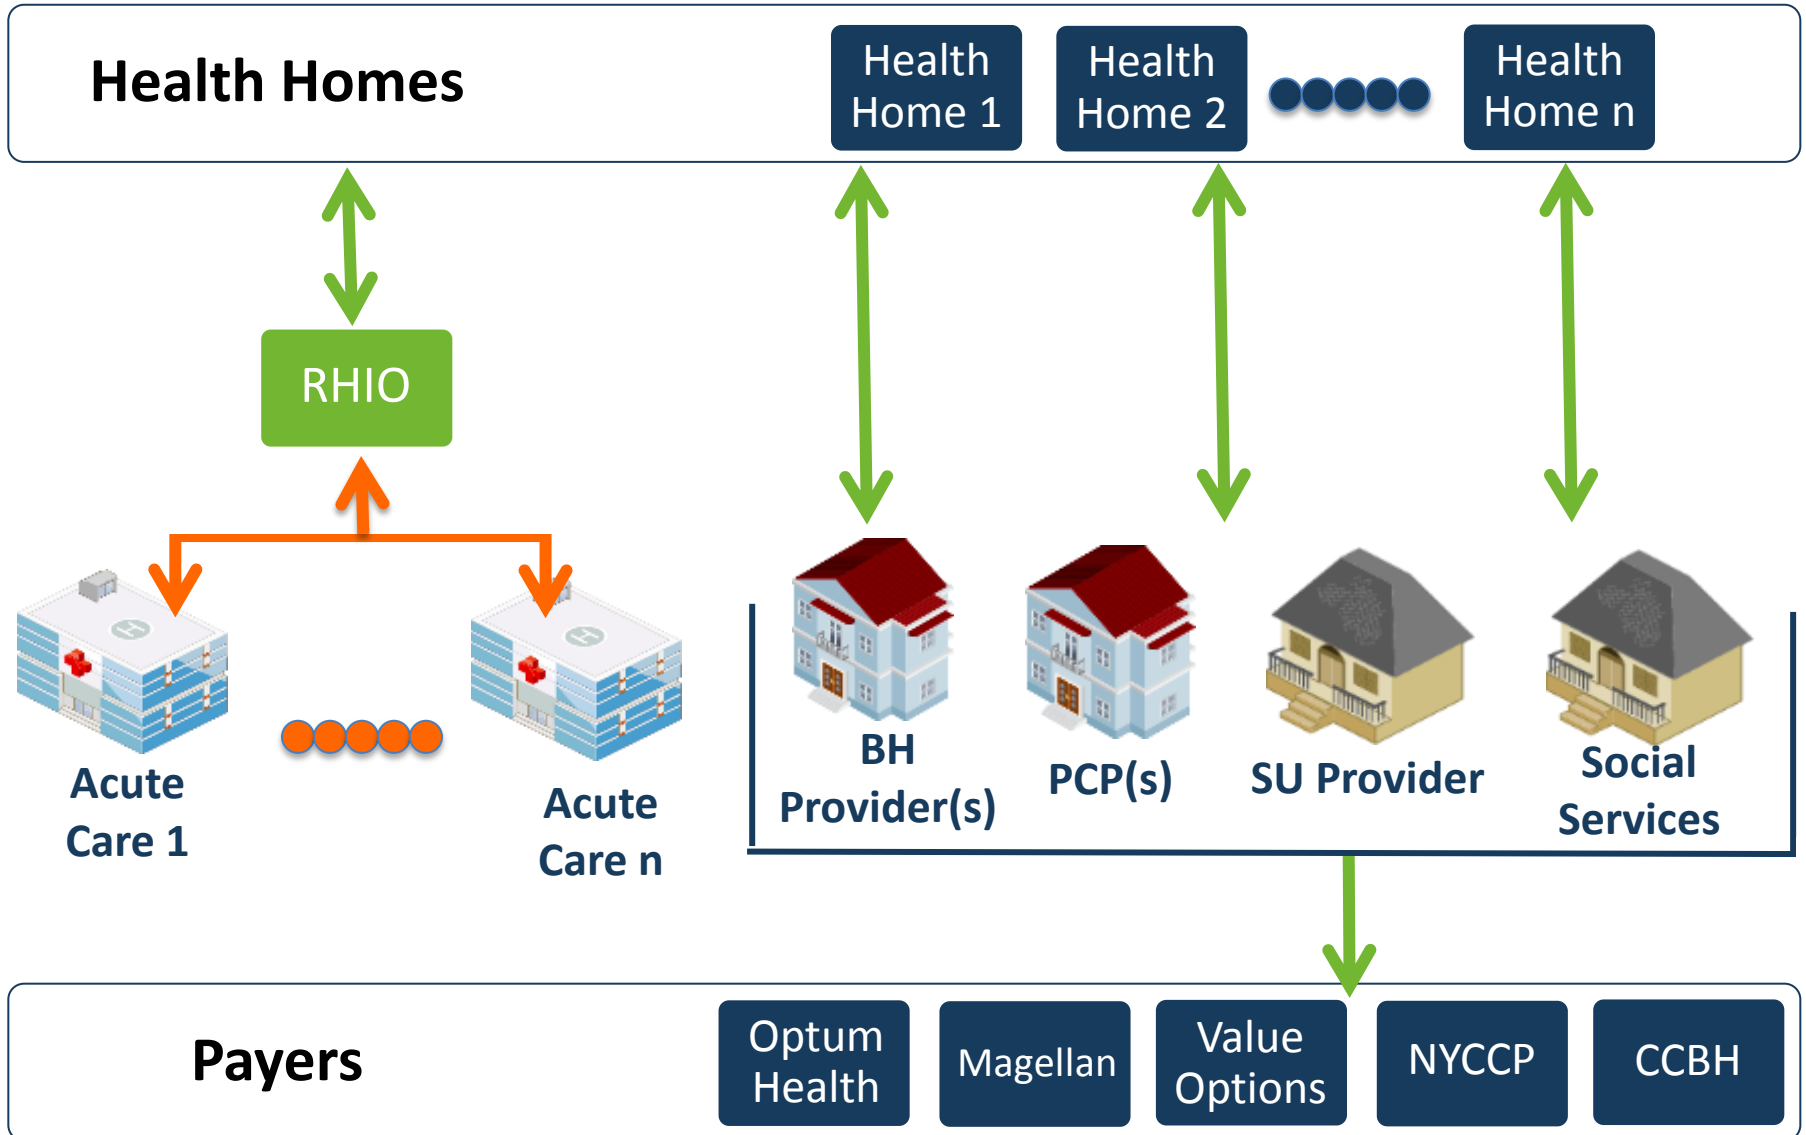 Health Homes
Health
Home 1
Health
Home 2
Health
Home n
RHIO
Acute
Care 1
Acute
Care n
BH
Provider(s)
PCP(s)
SU Provider
Social
Services
Payers
Optum
Health
Magellan
Value
Options
NYCCP
CCBH